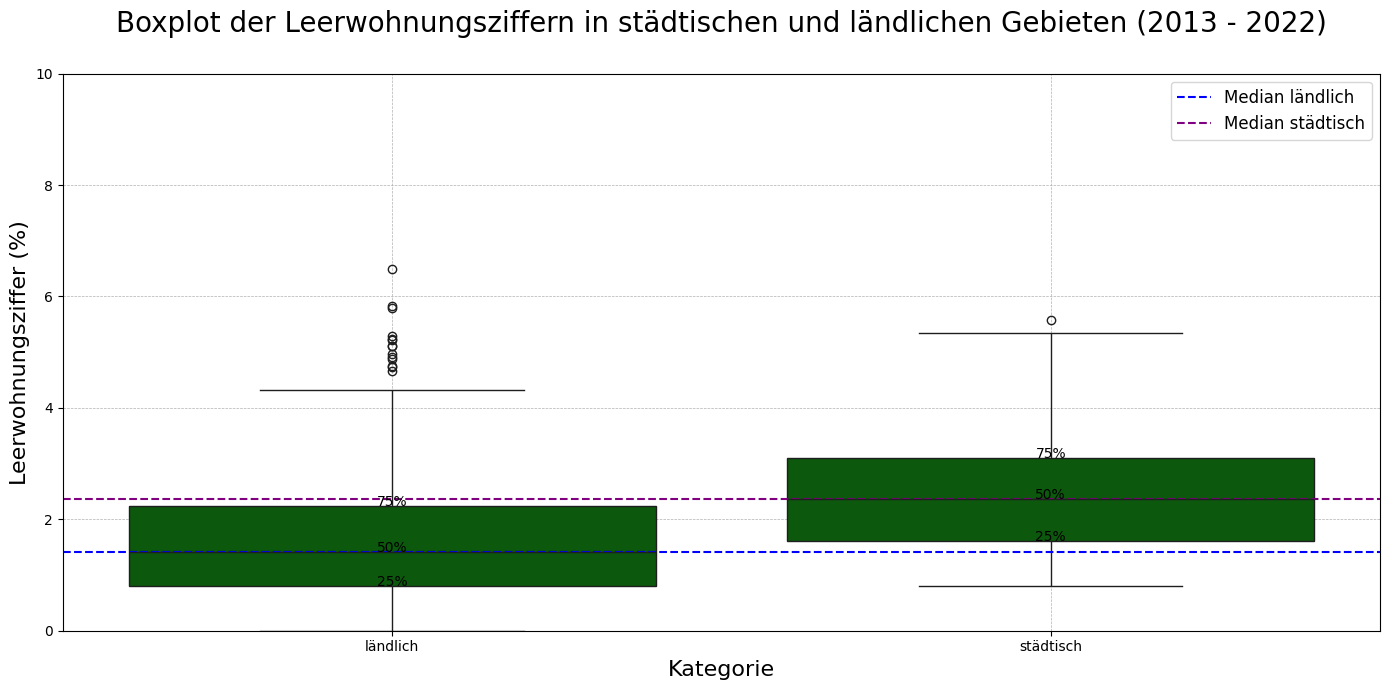 Boxplot der Leerwohnungsziffern in städtischen und ländlichen Gebieten (2013 - 2022)
10
8
6
4
2
0
Leerwohnungsziffer (%)
Median ländlich
Median städtisch
75%
50%
25%
75%
50%
25%
ländlich
städtisch
Kategorie